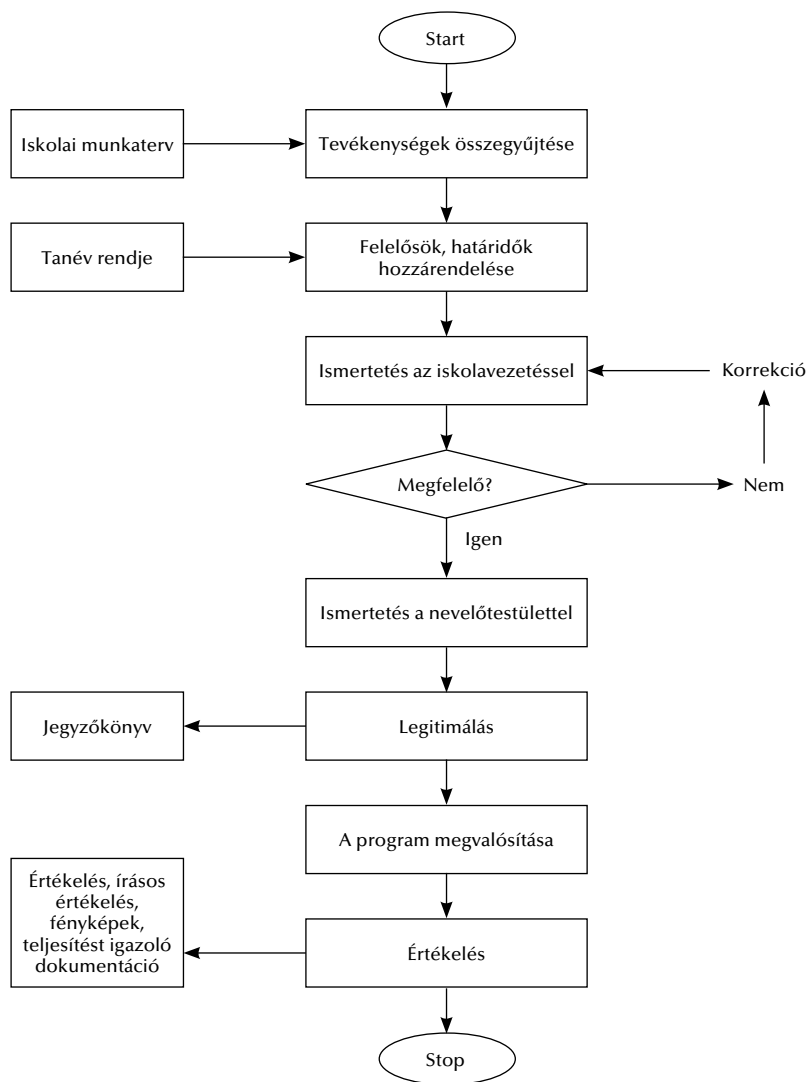 Start
Iskolai munkaterv
Tevékenységek összegyűjtése
Tanév rendje
Felelősök, határidők
hozzárendelése
Ismertetés az iskolavezetéssel
Korrekció
Megfelelő?
Nem
Igen
Ismertetés a nevelőtestülettel
Jegyzőkönyv
Legitimálás
A program megvalósítása
Értékelés, írásos
értékelés,
fényképek,
teljesítést igazoló
dokumentáció
Értékelés
Stop